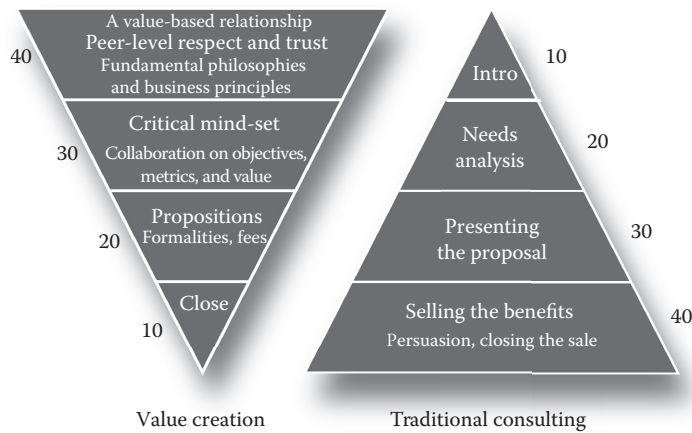 A value-based relationship
Peer-level respect and trust
Fundamental philosophies
and business principles
40
Critical mind-set
Collaboration on objectives,
metrics, and value
30
Propositions
Formalities, fees
20
Close
10
Value creation
Intro
10
Needs
analysis
20
Presenting
the proposal
30
Selling the benefits
Persuasion, closing the sale
40
Traditional consulting